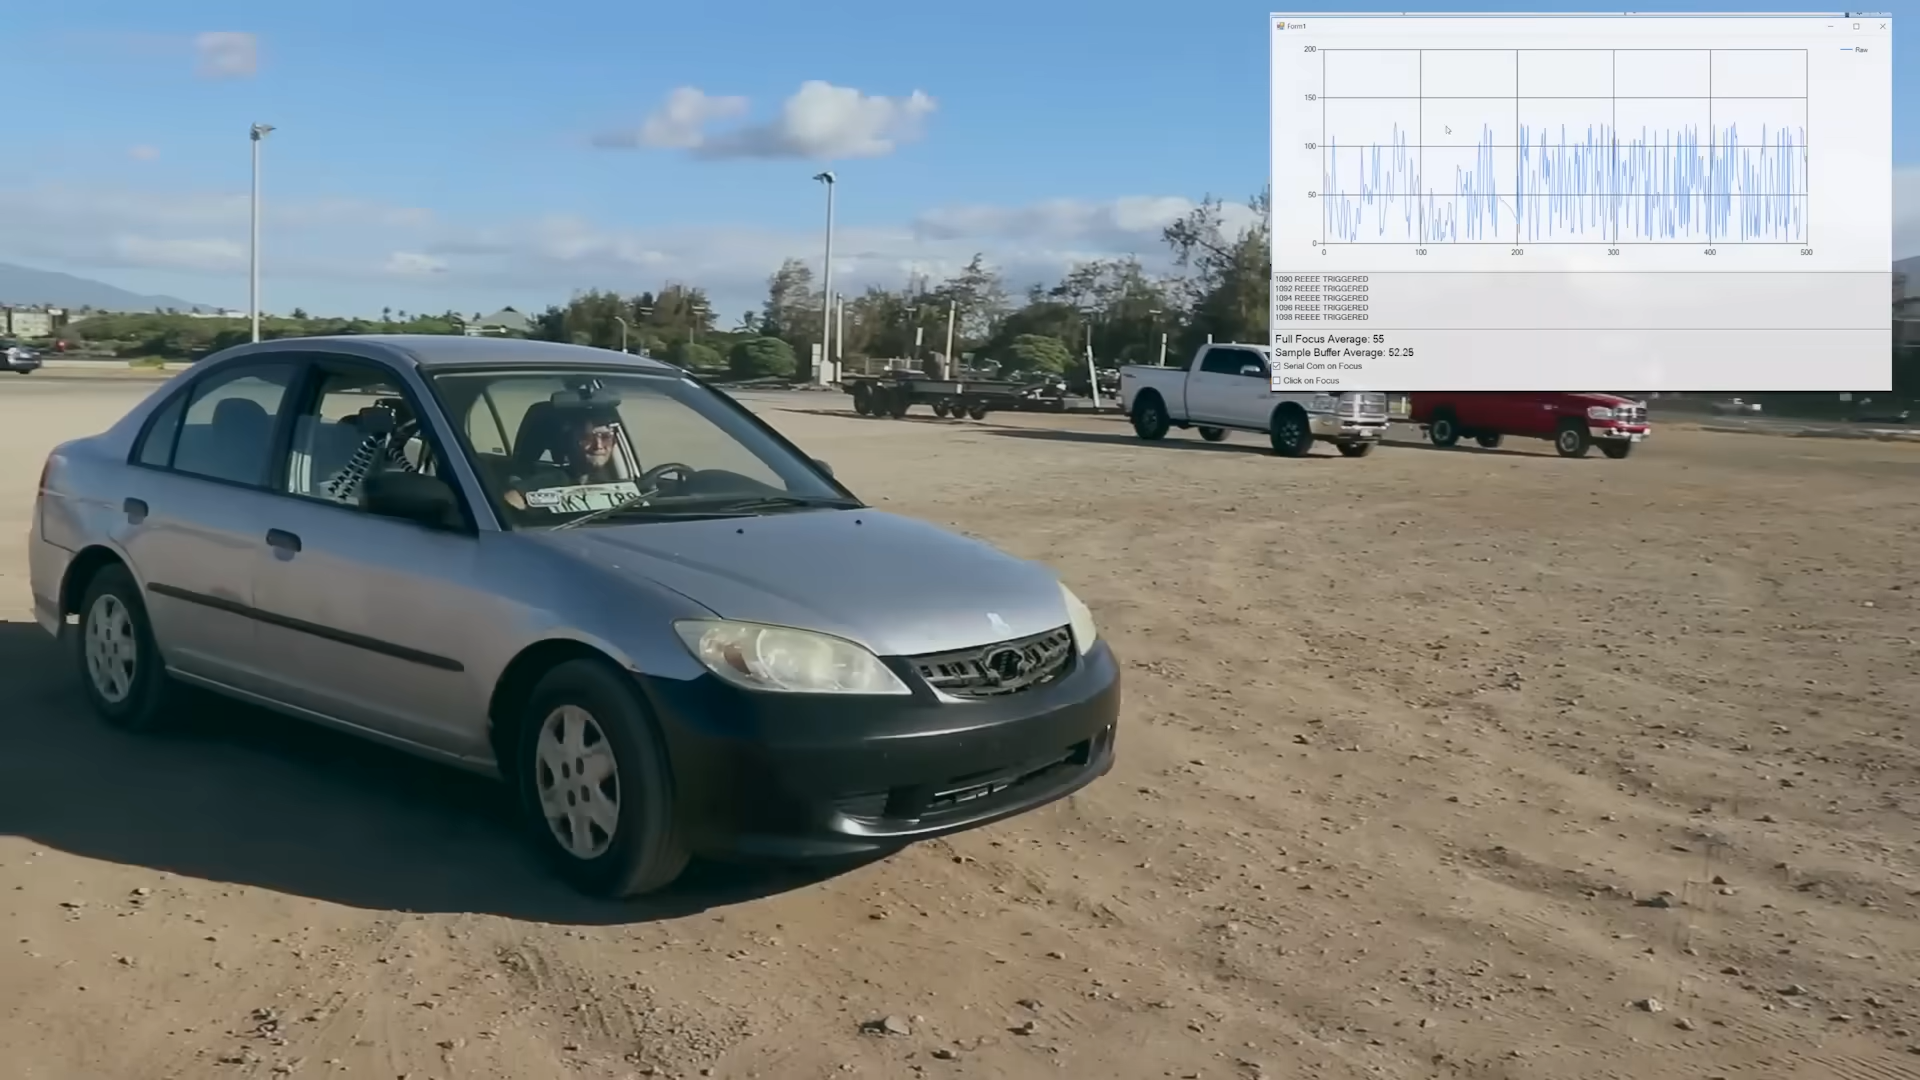 Form1
200
150
100
50
0
0 100 200 300 400 500
Raw
1090 REEEE TRIGGERED
1092 REEEE TRIGGERED
1094 REEEE TRIGGERED
1096 REEEE TRIGGERED
1098 REEEE TRIGGERED
Full Focus Average: 55
Sample Buffer Average: 52.25
Serial Com on Focus
Click on Focus